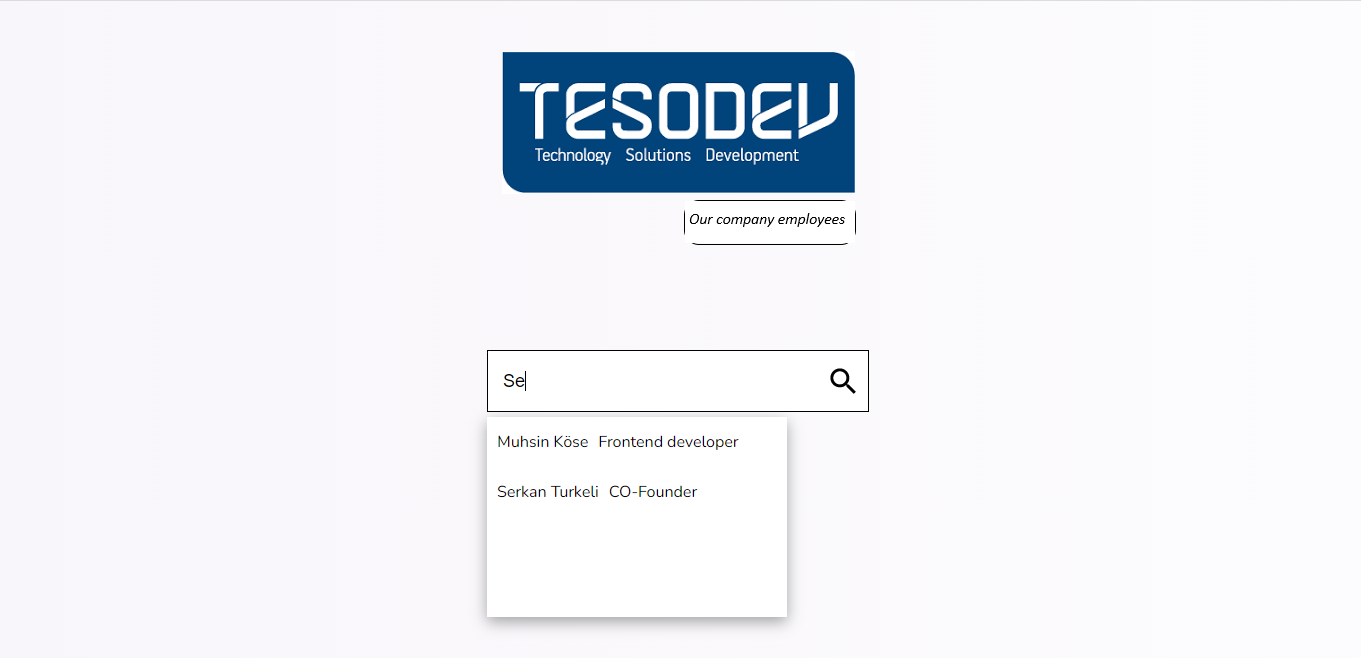 TESODEV
Technology Solutions Development
Our company employees
Se
Muhsin Köse Frontend developer
Serkan Turkeli CO-Founder